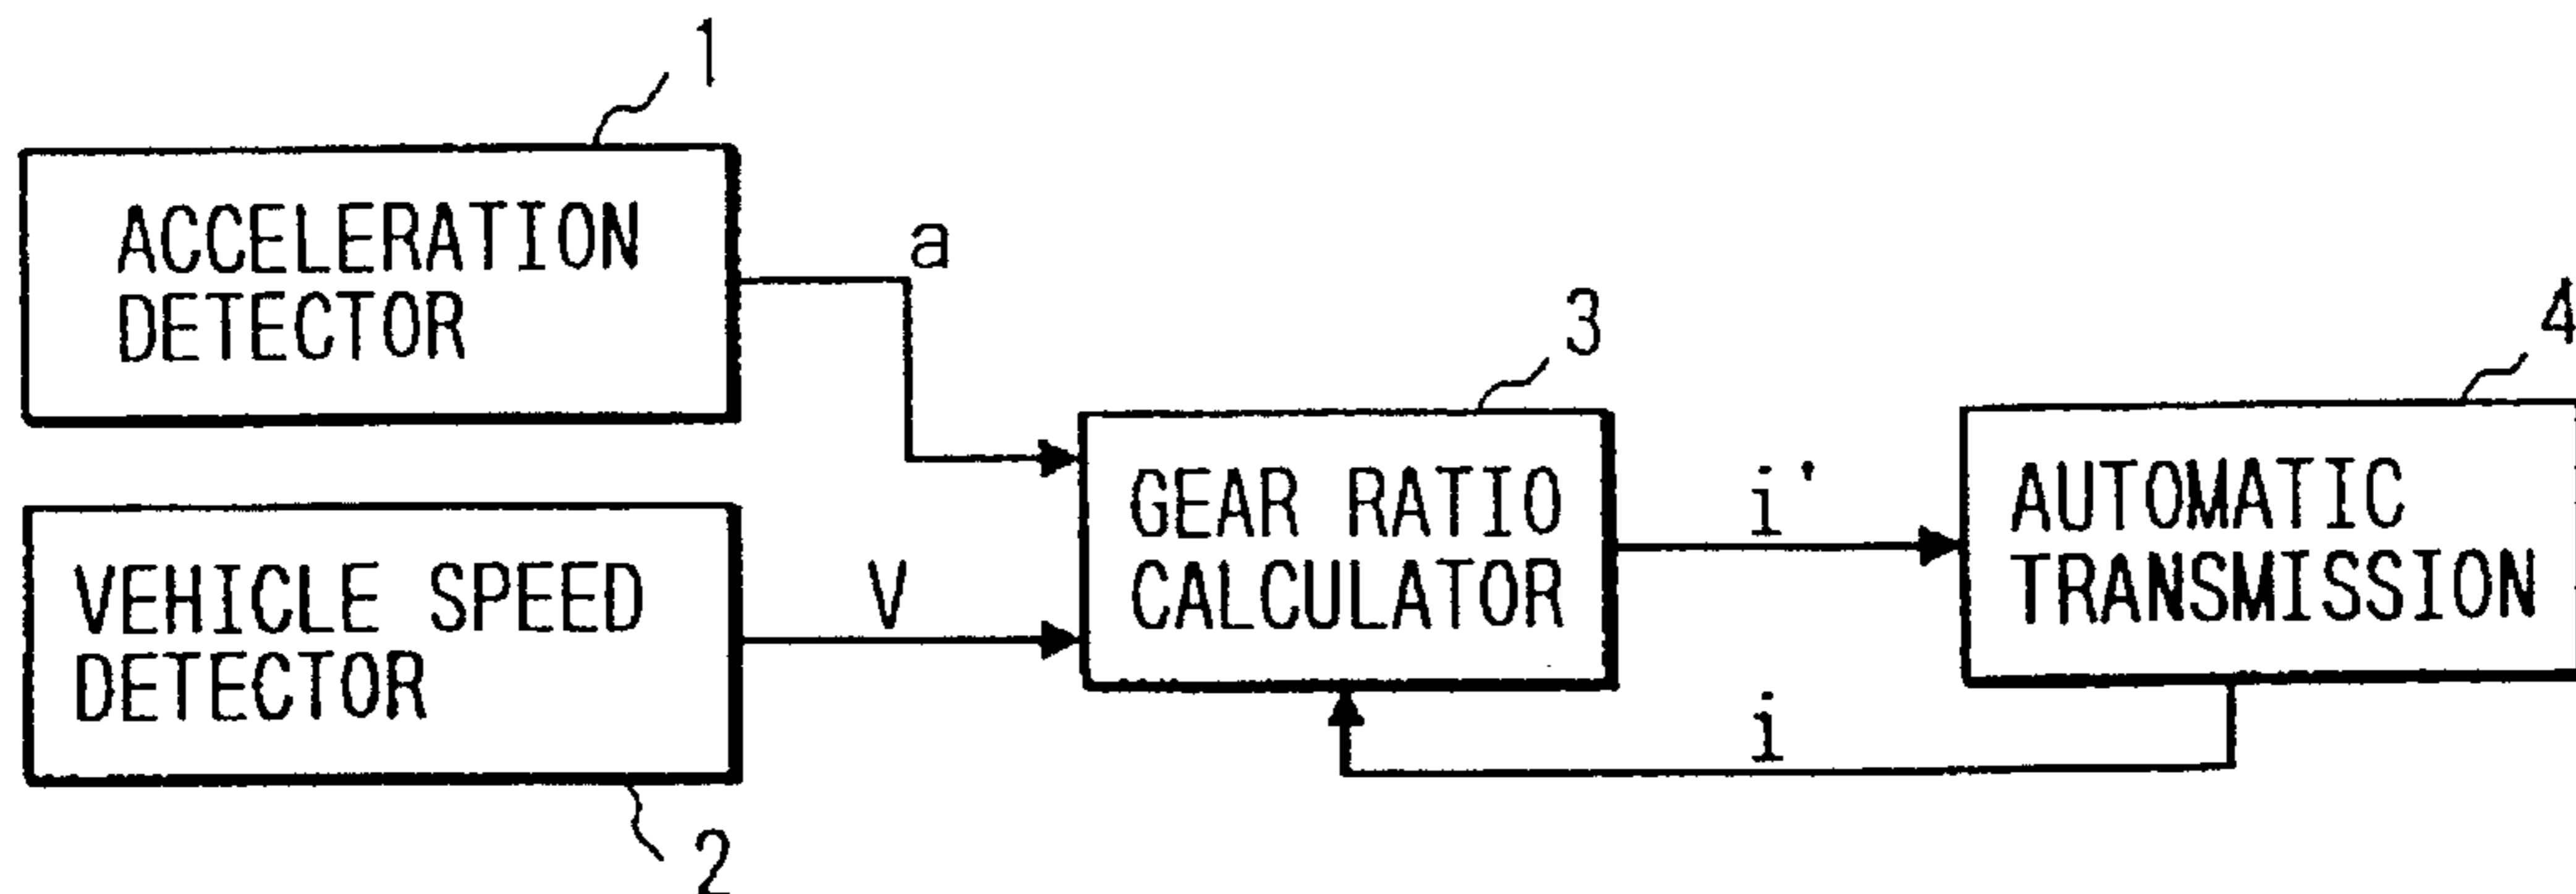 1
ACCELERATION
DETECTOR
a
3
4
GEAR RATIO
CALCULATOR
i'
AUTOMATIC
TRANSMISSION
VEHICLE SPEED
DETECTOR
V
i
2